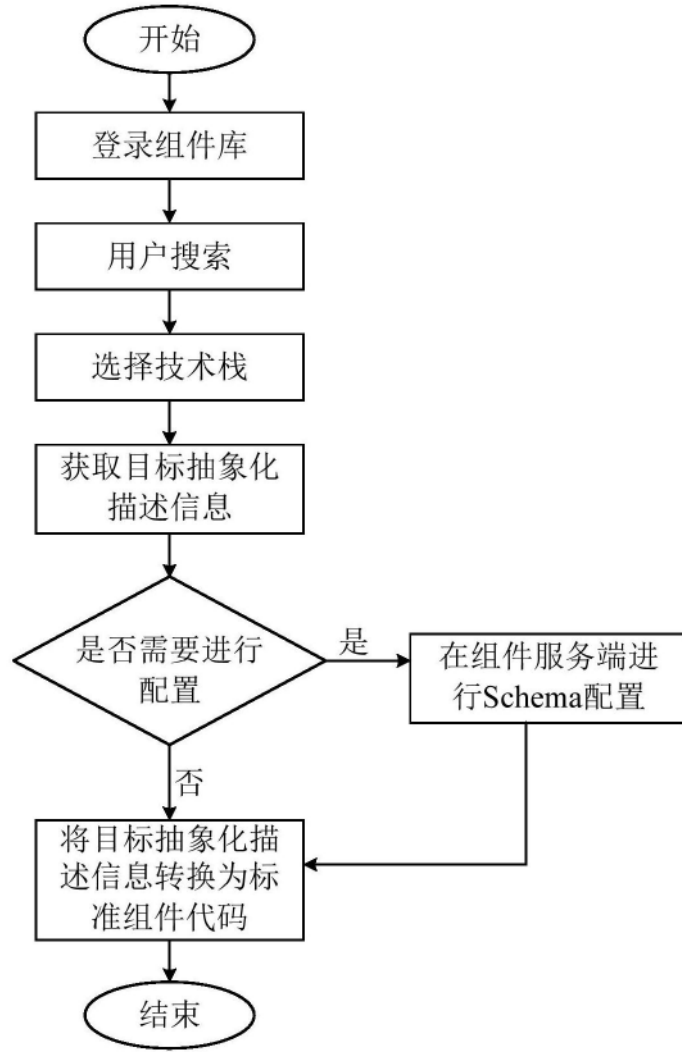 开始
登录组件库
用户搜索
选择技术栈
获取目标抽象化
描述信息
是否需要进行
配置
是
在组件服务端进
行Schema配置
否
将目标抽象化描
述信息转换为标
准组件代码
结束